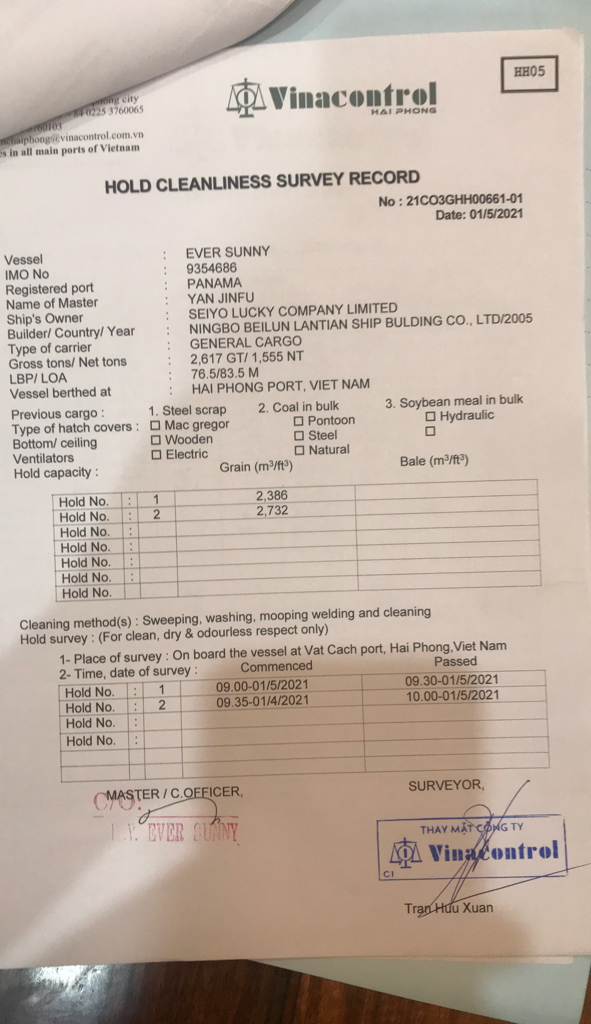 HH05
ong city
84 0225 3760065
nchaiphong@vinacontrol.com.vn
es in all main ports of Vietnam
Vinacontrol
HAI PHONG
HOLD CLEANLINESS SURVEY RECORD
No : 21CO3GHH00661-01
Date: 01/5/2021
Vessel : EVER SUNNY
IMO No : 9354686
Registered port : PANAMA
Name of Master : YAN JINFU
Ship's Owner : SEIYO LUCKY COMPANY LIMITED
Builder/ Country/ Year : NINGBO BEILUN LANTIAN SHIP BULDING CO., LTD/2005
Type of carrier : GENERAL CARGO
Gross tons/ Net tons : 2,617 GT/ 1,555 NT
LBP/ LOA : 76.5/83.5 M
Vessel berthed at : HAI PHONG PORT, VIET NAM
Previous cargo : 1. Steel scrap 2. Coal in bulk 3. Soybean meal in bulk
Type of hatch covers : ☐ Mac gregor ☐ Pontoon ☐ Hydraulic
Bottom/ ceiling ☐ Wooden ☐ Steel ☐
Ventilators ☐ Electric ☐ Natural
Hold capacity : Grain (m³/ft³) Bale (m³/ft³)
Hold No. : 1 2,386
Hold No. : 2 2,732
Hold No. :
Hold No. :
Hold No. :
Hold No. :
Hold No. :
Cleaning method(s) : Sweeping, washing, mooping welding and cleaning
Hold survey : (For clean, dry & odourless respect only)
1- Place of survey : On board the vessel at Vat Cach port, Hai Phong,Viet Nam
2- Time, date of survey : Commenced Passed
Hold No. : 1 09.00-01/5/2021 09.30-01/5/2021
Hold No. : 2 09.35-01/4/2021 10.00-01/5/2021
Hold No. :
Hold No. :
MASTER / C.OFFICER, SURVEYOR,
C/O:
EVER SUNNY
THAY MẶT CÔNG TY
Vinacontrol
CI
Tran Huu Xuan